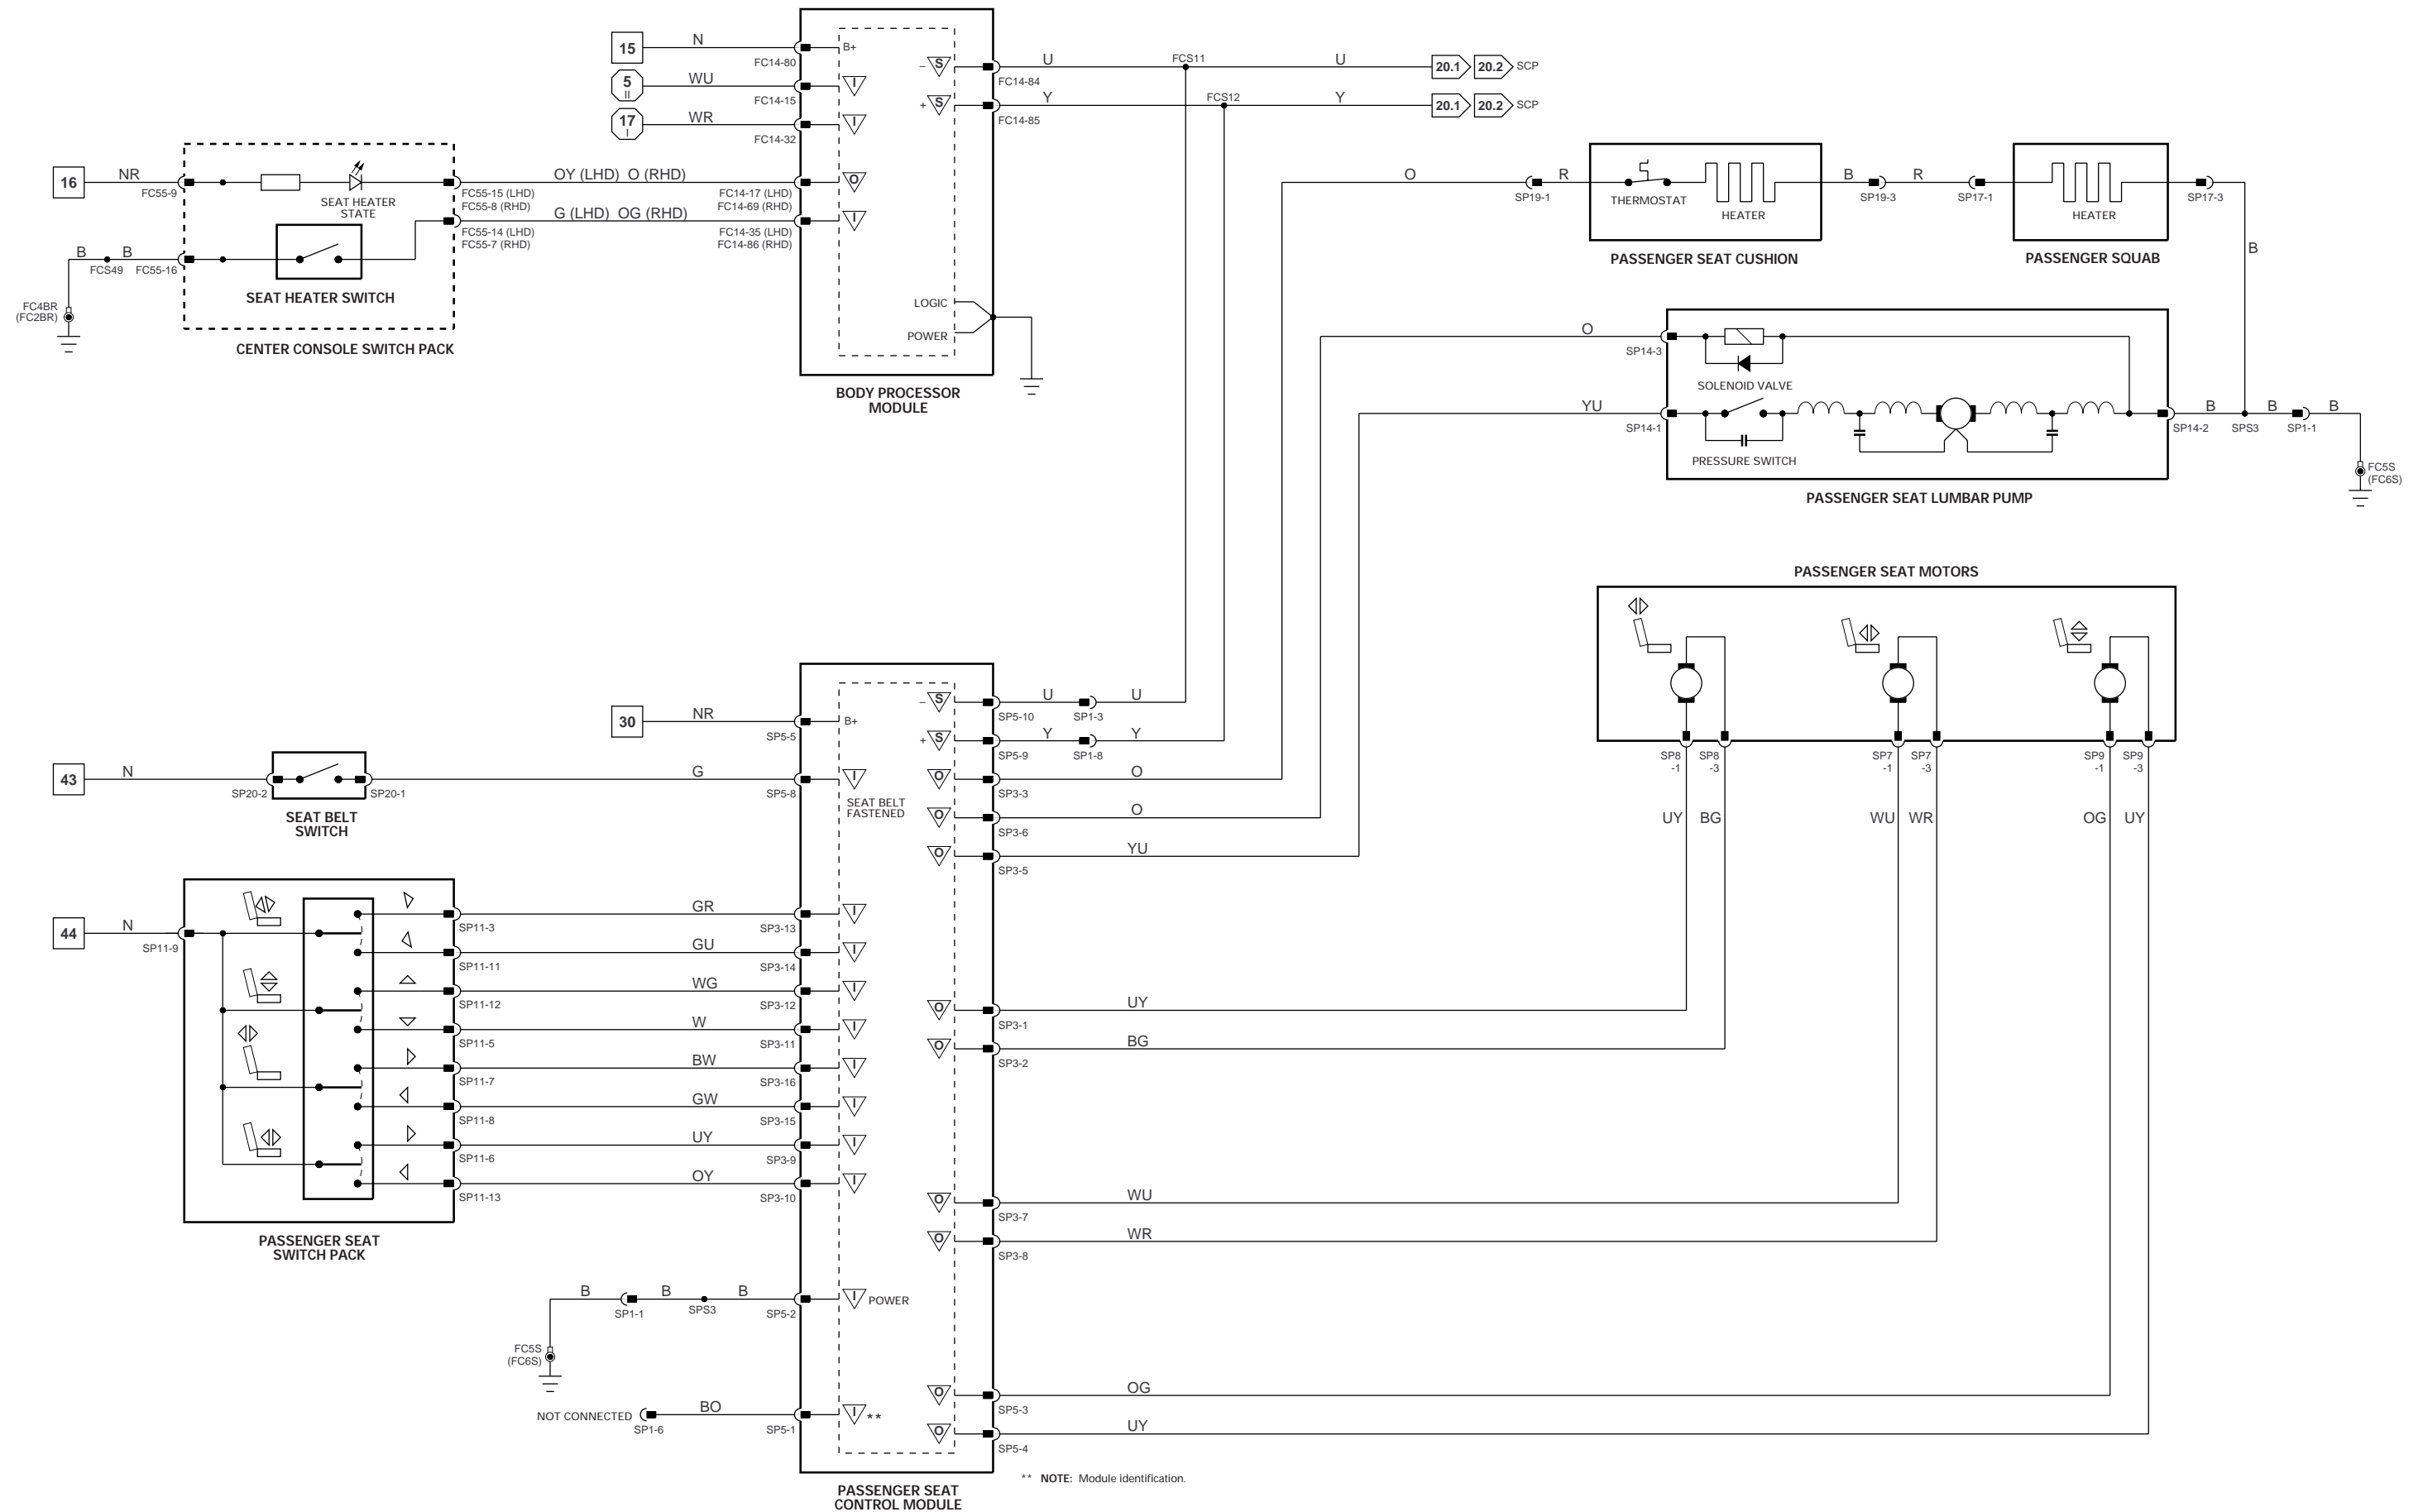 15
N
FC14-80
B+
5
II
WU
FC14-15
I
17
I
WR
FC14-32
I
– S
U
FCS11
U
20.1
20.2
SCP
FC14-84
+ S
Y
FCS12
Y
20.1
20.2
SCP
FC14-85
16
NR
FC55-9
SEAT HEATER
STATE
OY (LHD) O (RHD)
FC55-15 (LHD)
FC55-8 (RHD)
FC14-17 (LHD)
FC14-69 (RHD)
O
G (LHD) OG (RHD)
FC55-14 (LHD)
FC55-7 (RHD)
FC14-35 (LHD)
FC14-86 (RHD)
I
B
B
FCS49
FC55-16
SEAT HEATER SWITCH
FC4BR
(FC2BR)
CENTER CONSOLE SWITCH PACK
LOGIC
POWER
BODY PROCESSOR
MODULE
O
SP19-1
R
THERMOSTAT
HEATER
B
SP19-3
R
SP17-1
HEATER
SP17-3
B
PASSENGER SEAT CUSHION
PASSENGER SQUAB
O
SP14-3
SOLENOID VALVE
YU
SP14-1
PRESSURE SWITCH
SP14-2
B
SPS3
B
SP1-1
B
FC5S
(FC6S)
PASSENGER SEAT LUMBAR PUMP
PASSENGER SEAT MOTORS
SP8
-1
SP8
-3
SP7
-1
SP7
-3
SP9
-1
SP9
-3
UY
BG
WU
WR
OG
UY
30
NR
SP5-5
B+
– S
U
SP5-10
SP1-3
U
+ S
Y
SP5-9
SP1-8
Y
43
N
SP20-2
SP20-1
SEAT BELT
SWITCH
G
SP5-8
I
SEAT BELT
FASTENED
O
O
SP3-3
O
O
SP3-6
O
YU
SP3-5
44
N
SP11-9
SP11-3
GR
SP3-13
I
SP11-11
GU
SP3-14
I
SP11-12
WG
SP3-12
I
SP11-5
W
SP3-11
I
SP11-7
BW
SP3-16
I
SP11-8
GW
SP3-15
I
SP11-6
UY
SP3-9
I
SP11-13
OY
SP3-10
I
PASSENGER SEAT
SWITCH PACK
O
UY
SP3-1
O
BG
SP3-2
O
WU
SP3-7
O
WR
SP3-8
B
SP1-1
B
SPS3
B
SP5-2
I
POWER
FC5S
(FC6S)
NOT CONNECTED
SP1-6
BO
SP5-1
I
**
O
OG
SP5-3
O
UY
SP5-4
** NOTE: Module identification.
PASSENGER SEAT
CONTROL MODULE